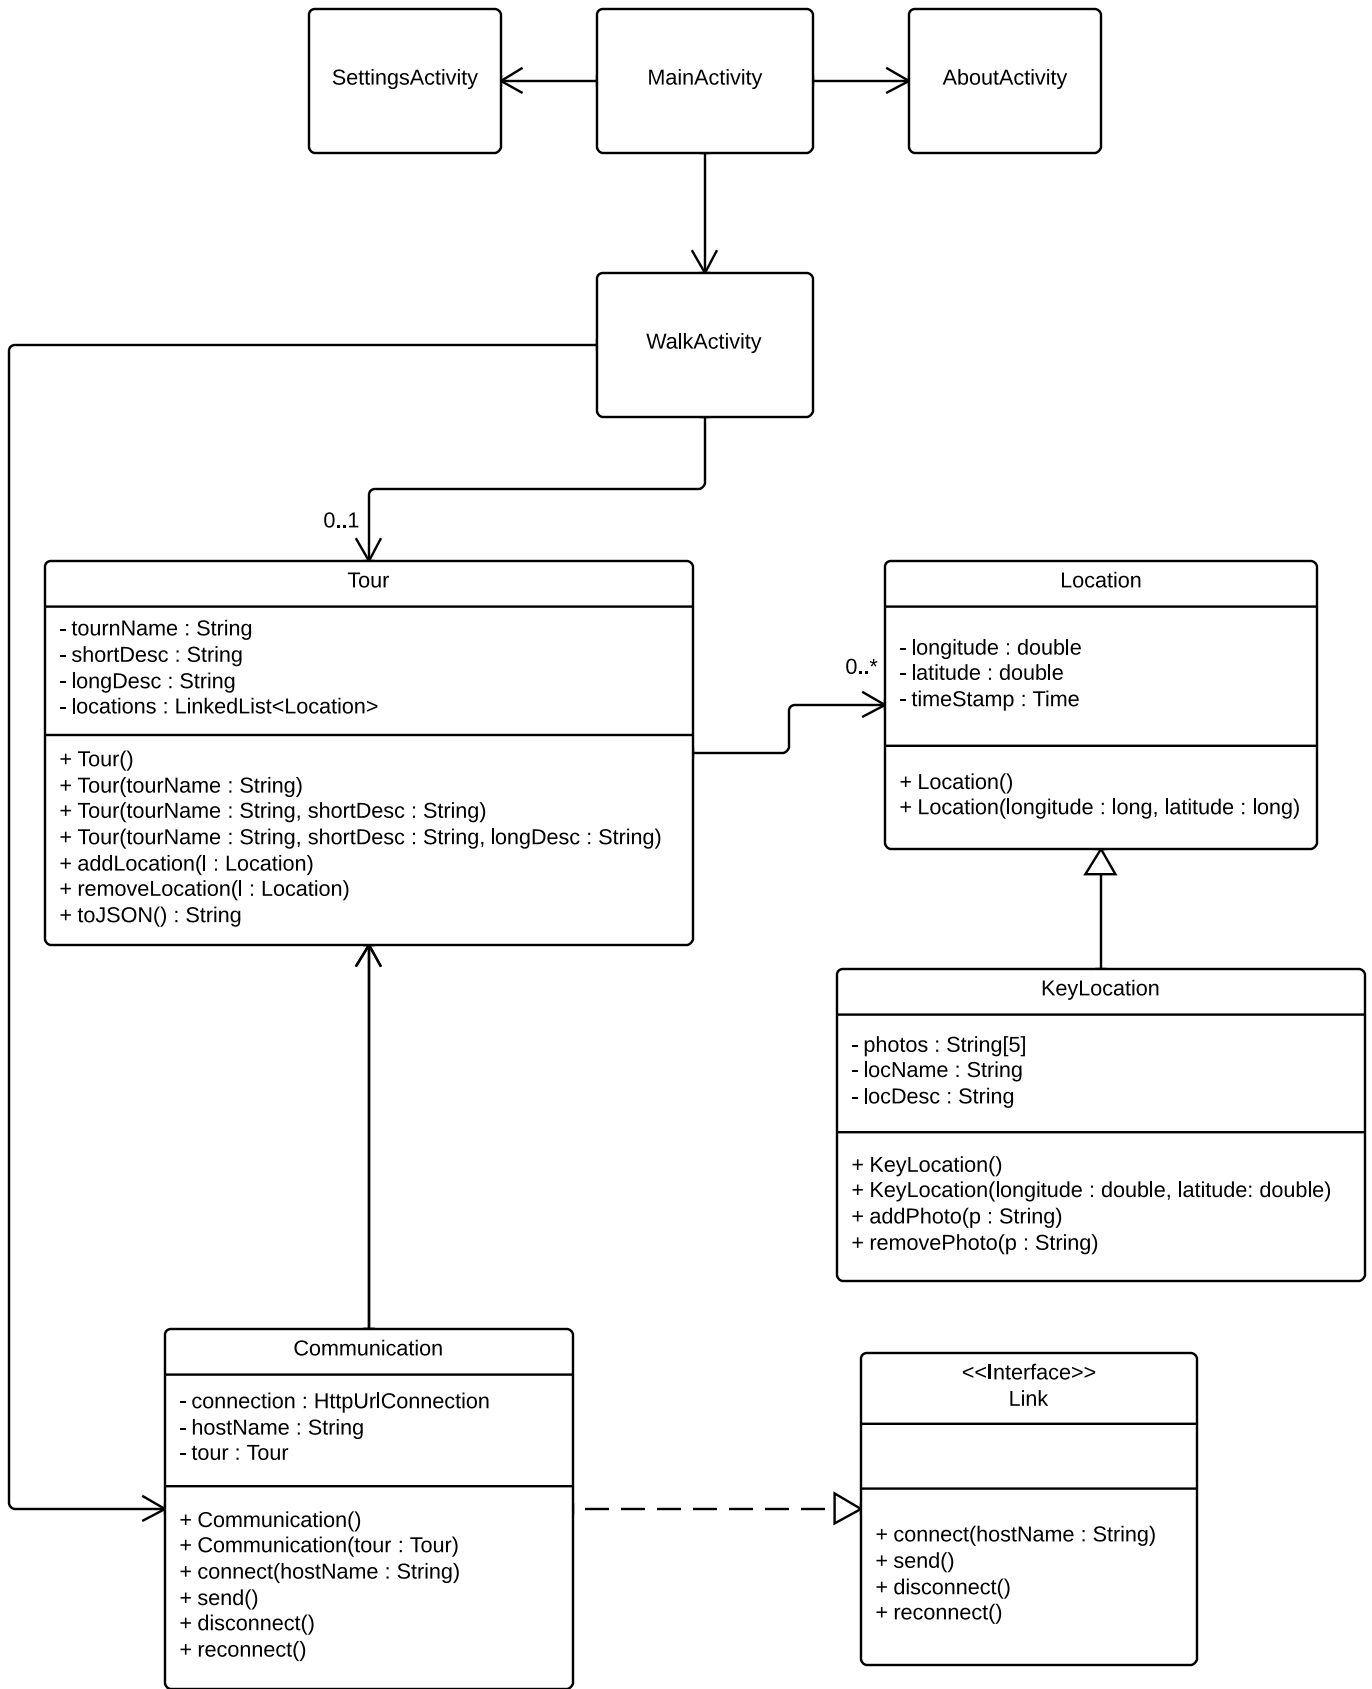 SettingsActivity
MainActivity
AboutActivity
WalkActivity
0..1
Tour
- tournName : String
- shortDesc : String
- longDesc : String
- locations : LinkedList<Location>
+ Tour()
+ Tour(tourName : String)
+ Tour(tourName : String, shortDesc : String)
+ Tour(tourName : String, shortDesc : String, longDesc : String)
+ addLocation(l : Location)
+ removeLocation(l : Location)
+ toJSON() : String
0..*
Location
- longitude : double
- latitude : double
- timeStamp : Time
+ Location()
+ Location(longitude : long, latitude : long)
KeyLocation
- photos : String[5]
- locName : String
- locDesc : String
+ KeyLocation()
+ KeyLocation(longitude : double, latitude: double)
+ addPhoto(p : String)
+ removePhoto(p : String)
Communication
- connection : HttpUrlConnection
- hostName : String
- tour : Tour
+ Communication()
+ Communication(tour : Tour)
+ connect(hostName : String)
+ send()
+ disconnect()
+ reconnect()
<<Interface>>
Link
+ connect(hostName : String)
+ send()
+ disconnect()
+ reconnect()